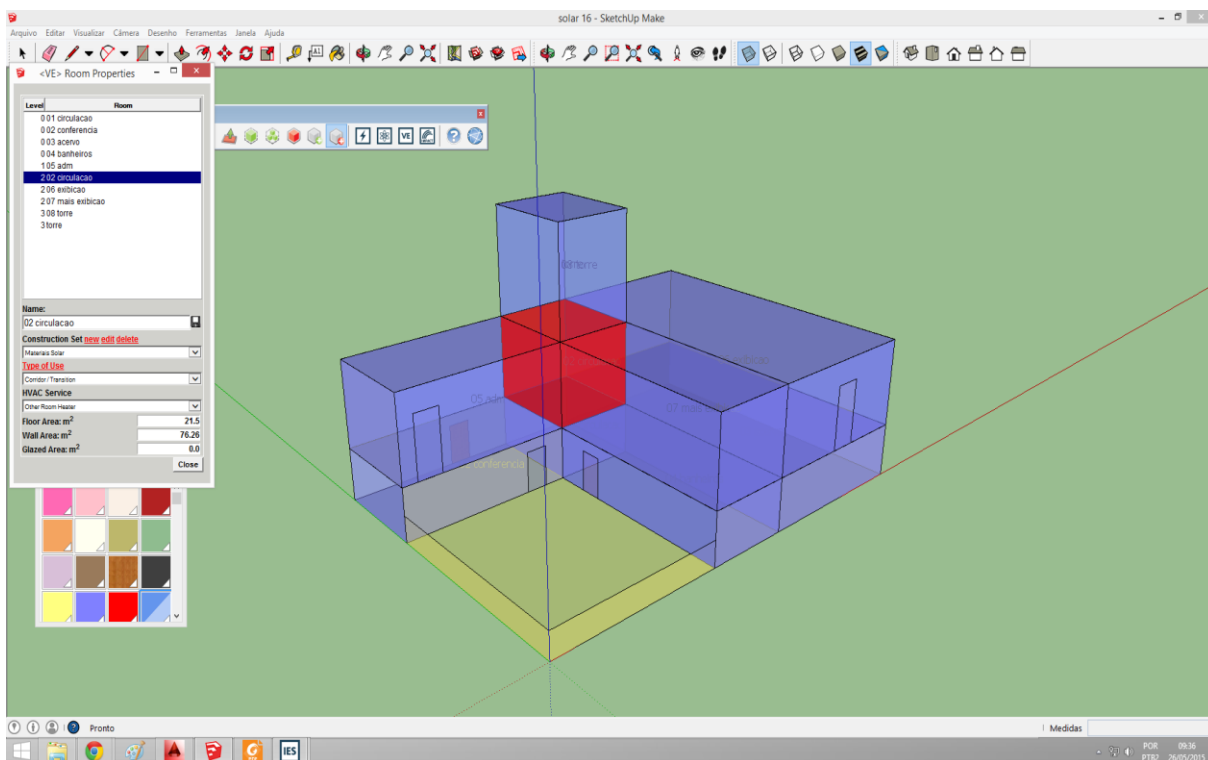 solar 16 - SketchUp Make
Arquivo Editar Visualizar Câmera Desenho Ferramentas Janela Ajuda
<VE> Room Properties
Level Room
0 01 circulacao
0 02 conferencia
0 03 acervo
0 04 banheiros
1 05 adm
2 02 circulacao
2 06 exibicao
2 07 mais exibicao
3 08 torre
3 torre
Name:
02 circulacao
Construction Set new edit delete
Materiais Solar
Type of Use
Corridor / Transition
HVAC Service
Other Room Heater
Floor Area: m² 21.5
Wall Area: m² 76.26
Glazed Area: m² 0.0
Close
VE
torre
05 adm
07 mais
conferencia
Pronto
Medidas
IES
POR 09:36
PTB2 26/05/2015